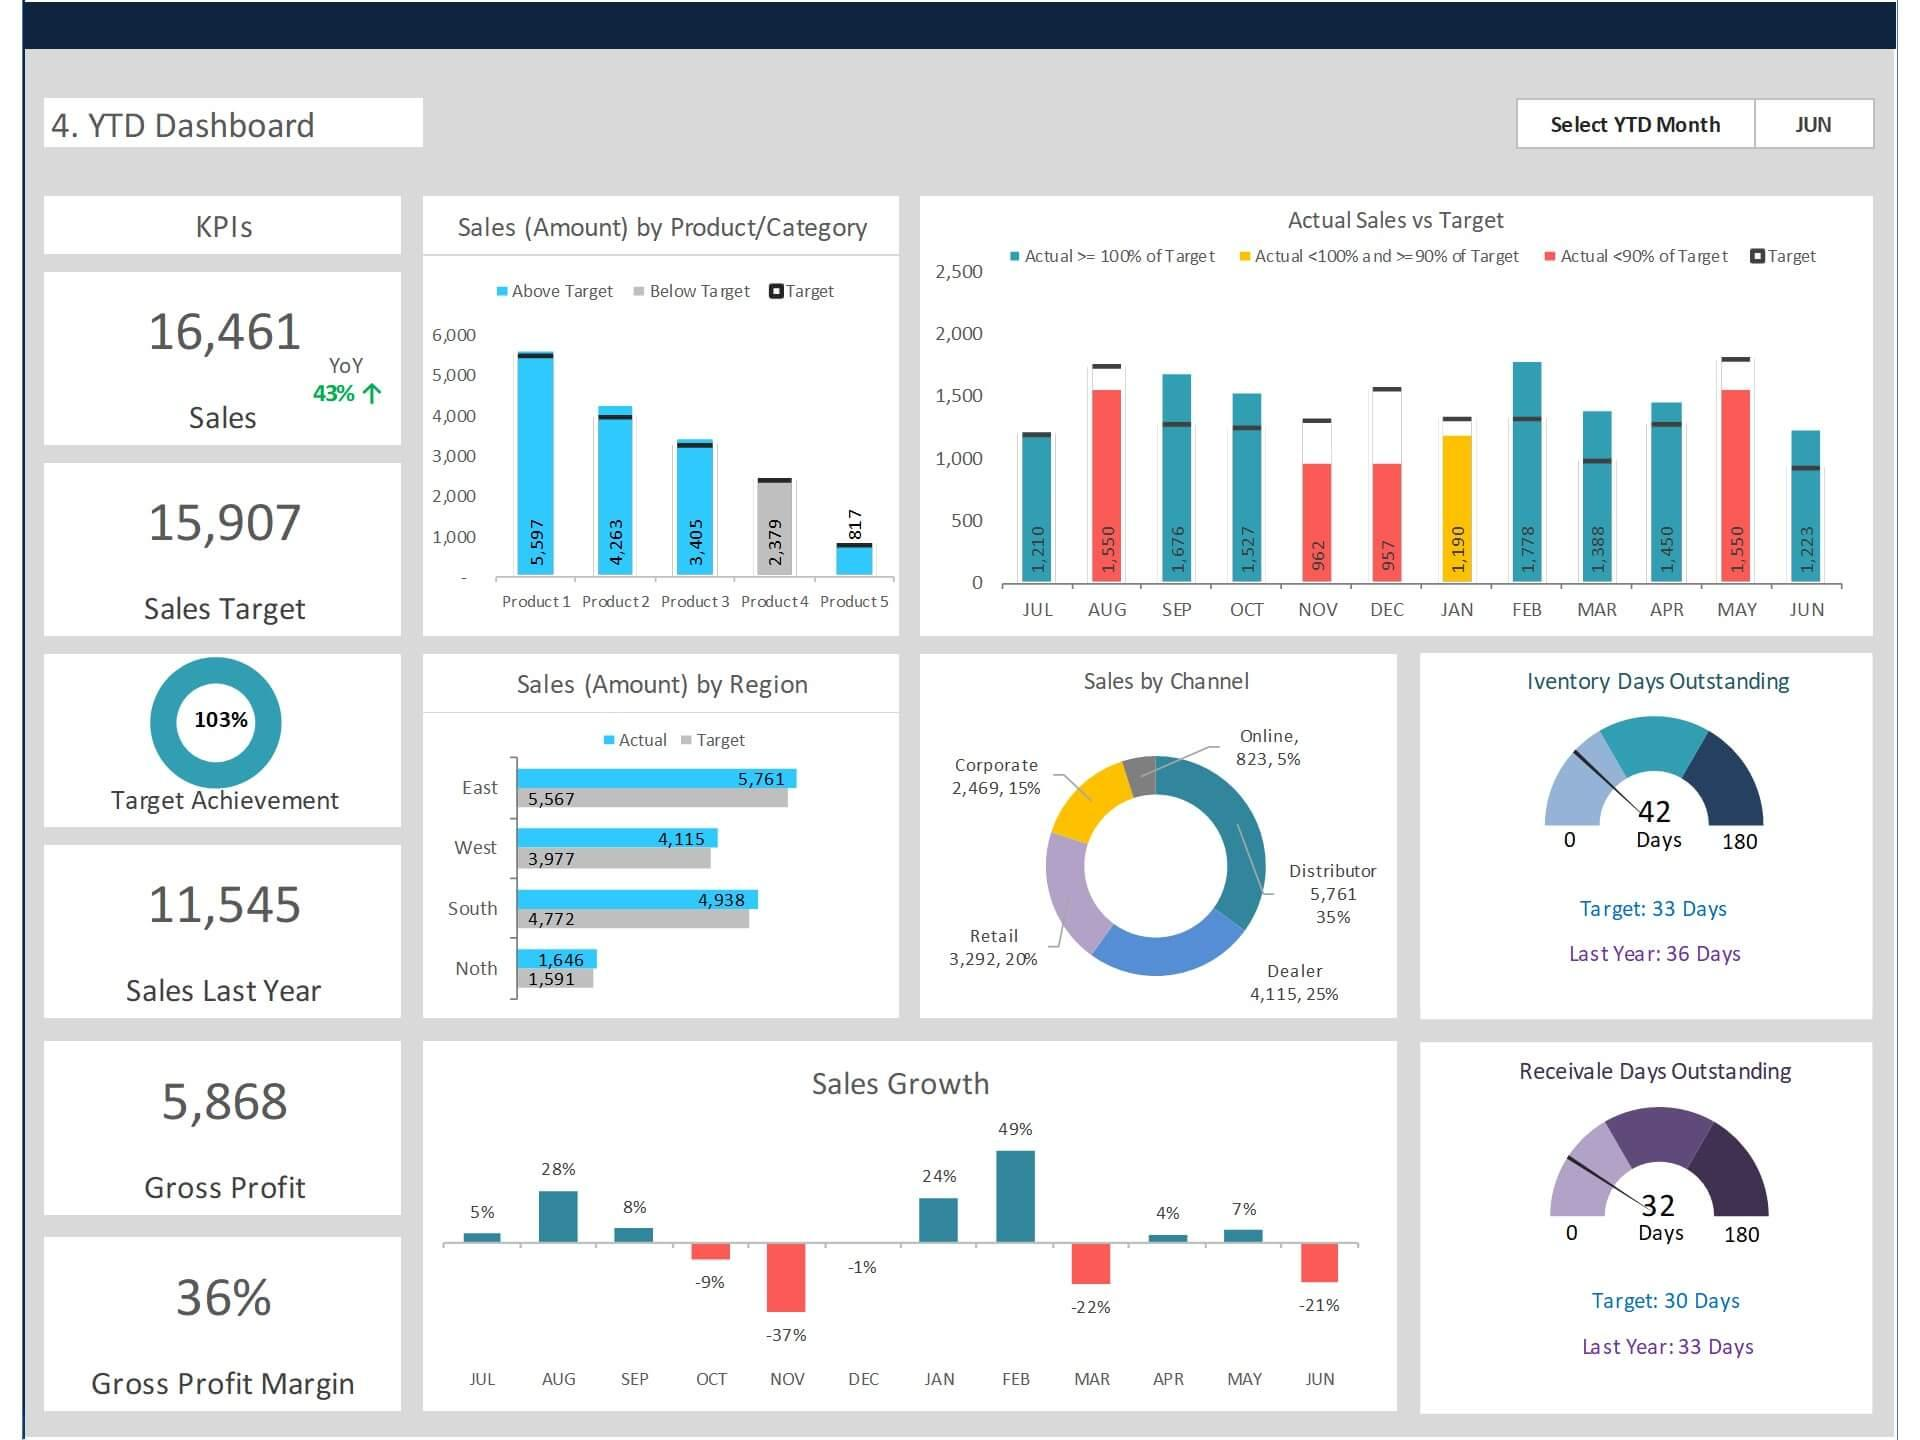 4. YTD Dashboard
Select YTD Month
JUN
KPIs
16,461
YoY
43% ↑
Sales
15,907
Sales Target
103%
Target Achievement
11,545
Sales Last Year
5,868
Gross Profit
36%
Gross Profit Margin
Sales (Amount) by Product/Category
Above Target Below Target Target
6,000
5,000
4,000
3,000
2,000
1,000
-
5,597
4,263
3,405
2,379
817
Product 1 Product 2 Product 3 Product 4 Product 5
Actual Sales vs Target
Actual >= 100% of Target Actual <100% and >=90% of Target Actual <90% of Target Target
2,500
2,000
1,500
1,000
500
0
1,210
1,550
1,676
1,527
962
957
1,190
1,778
1,388
1,450
1,550
1,223
JUL AUG SEP OCT NOV DEC JAN FEB MAR APR MAY JUN
Sales (Amount) by Region
Actual Target
East
5,761
5,567
West
4,115
3,977
South
4,938
4,772
Noth
1,646
1,591
Sales by Channel
Online,
823, 5%
Corporate
2,469, 15%
Distributor
5,761
35%
Retail
3,292, 20%
Dealer
4,115, 25%
Iventory Days Outstanding
42
0 Days 180
Target: 33 Days
Last Year: 36 Days
Sales Growth
5%
28%
8%
-9%
-37%
-1%
24%
49%
-22%
4%
7%
-21%
JUL AUG SEP OCT NOV DEC JAN FEB MAR APR MAY JUN
Receivale Days Outstanding
32
0 Days 180
Target: 30 Days
Last Year: 33 Days